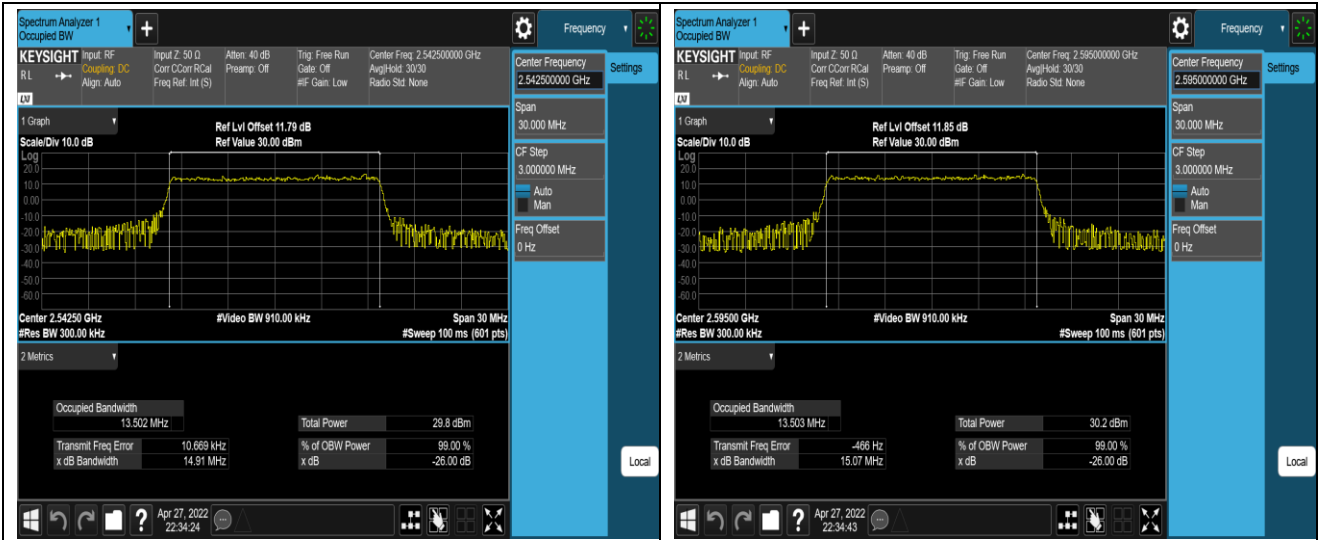 Spectrum Analyzer 1
Occupied BW
+
Frequency
KEYSIGHT Input: RF Input Z: 50 Ω Atten: 40 dB Trig: Free Run Center Freq: 2.542500000 GHz
RL Coupling: DC Corr CCorr RCal Preamp: Off Gate: Off Avg|Hold: 30/30
Align: Auto Freq Ref: Int (S) #IF Gain: Low Radio Std: None
LXI
Center Frequency
2.542500000 GHz
Settings
Span
30.000 MHz
CF Step
3.000000 MHz
Auto
Man
Freq Offset
0 Hz
1 Graph
Ref Lvl Offset 11.79 dB
Scale/Div 10.0 dB Ref Value 30.00 dBm
Log
20.0
10.0
0.00
-10.0
-20.0
-30.0
-40.0
-50.0
-60.0
Center 2.54250 GHz #Video BW 910.00 kHz Span 30 MHz
#Res BW 300.00 kHz #Sweep 100 ms (601 pts)
2 Metrics
Occupied Bandwidth
13.502 MHz Total Power 29.8 dBm
Transmit Freq Error 10.669 kHz % of OBW Power 99.00 %
x dB Bandwidth 14.91 MHz x dB -26.00 dB
Local
? Apr 27, 2022
22:34:24
Spectrum Analyzer 1
Occupied BW
+
Frequency
KEYSIGHT Input: RF Input Z: 50 Ω Atten: 40 dB Trig: Free Run Center Freq: 2.595000000 GHz
RL Coupling: DC Corr CCorr RCal Preamp: Off Gate: Off Avg|Hold: 30/30
Align: Auto Freq Ref: Int (S) #IF Gain: Low Radio Std: None
LXI
Center Frequency
2.595000000 GHz
Settings
Span
30.000 MHz
CF Step
3.000000 MHz
Auto
Man
Freq Offset
0 Hz
1 Graph
Ref Lvl Offset 11.85 dB
Scale/Div 10.0 dB Ref Value 30.00 dBm
Log
20.0
10.0
0.00
-10.0
-20.0
-30.0
-40.0
-50.0
-60.0
Center 2.59500 GHz #Video BW 910.00 kHz Span 30 MHz
#Res BW 300.00 kHz #Sweep 100 ms (601 pts)
2 Metrics
Occupied Bandwidth
13.503 MHz Total Power 30.2 dBm
Transmit Freq Error -466 Hz % of OBW Power 99.00 %
x dB Bandwidth 15.07 MHz x dB -26.00 dB
Local
? Apr 27, 2022
22:34:43